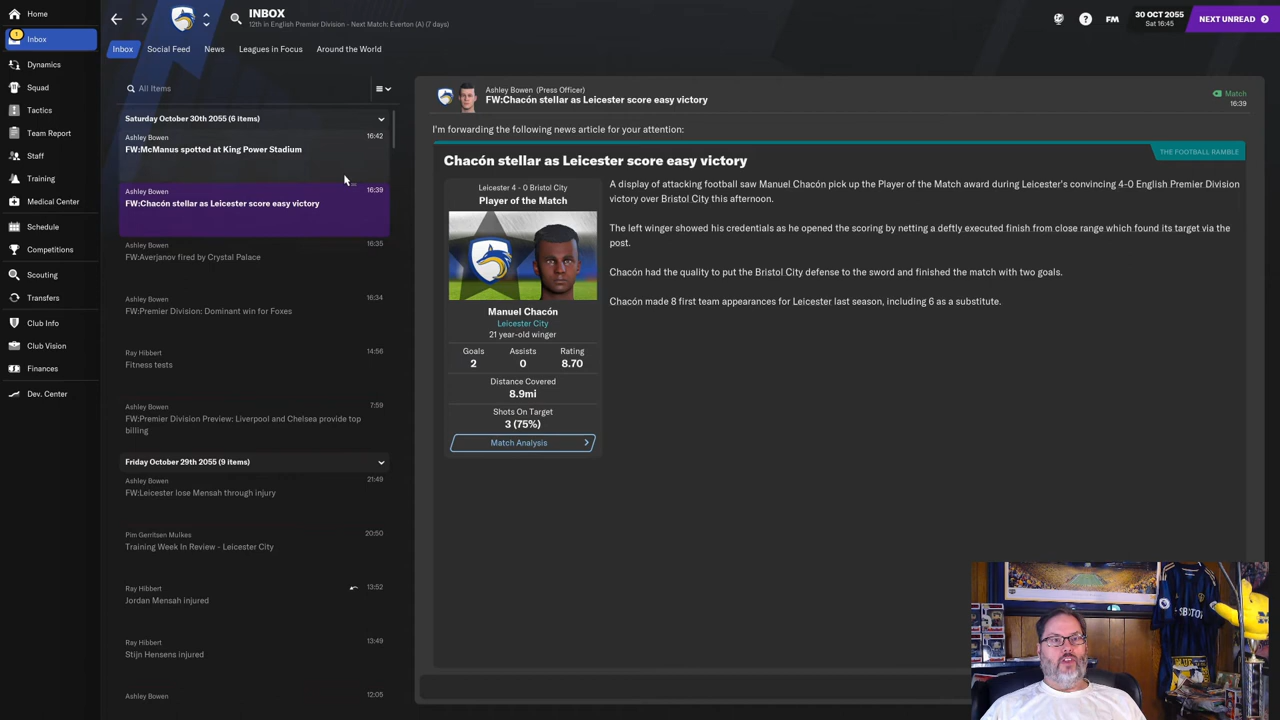 Home
Inbox
Dynamics
Squad
Tactics
Team Report
Staff
Training
Medical Center
Schedule
Competitions
Scouting
Transfers
Club Info
Club Vision
Finances
Dev. Center
INBOX
12th in English Premier Division - Next Match: Everton (A) (7 days)
FM
30 OCT 2055
Sat 16:45
NEXT UNREAD
Inbox
Social Feed
News
Leagues in Focus
Around the World
All Items
Saturday October 30th 2055 (6 items)
Ashley Bowen 16:42
FW:McManus spotted at King Power Stadium
Ashley Bowen 16:39
FW:Chacón stellar as Leicester score easy victory
Ashley Bowen 16:35
FW:Averjanov fired by Crystal Palace
Ashley Bowen 16:34
FW:Premier Division: Dominant win for Foxes
Ray Hibbert 14:56
Fitness tests
Ashley Bowen 7:59
FW:Premier Division Preview: Liverpool and Chelsea provide top
billing
Friday October 29th 2055 (9 items)
Ashley Bowen 21:49
FW:Leicester lose Mensah through injury
Pim Gerritsen Mulkes 20:50
Training Week In Review - Leicester City
Ray Hibbert 13:52
Jordan Mensah injured
Ray Hibbert 13:49
Stijn Hensens injured
Ashley Bowen 12:05
Ashley Bowen (Press Officer)
FW:Chacón stellar as Leicester score easy victory
Match
16:39
I'm forwarding the following news article for your attention:
Chacón stellar as Leicester score easy victory
THE FOOTBALL RAMBLE
Leicester 4 - 0 Bristol City
Player of the Match
Manuel Chacón
Leicester City
21 year-old winger
Goals Assists Rating
2 0 8.70
Distance Covered
8.9mi
Shots On Target
3 (75%)
Match Analysis
A display of attacking football saw Manuel Chacón pick up the Player of the Match award during Leicester's convincing 4-0 English Premier Division
victory over Bristol City this afternoon.
The left winger showed his credentials as he opened the scoring by netting a deftly executed finish from close range which found its target via the
post.
Chacón had the quality to put the Bristol City defense to the sword and finished the match with two goals.
Chacón made 8 first team appearances for Leicester last season, including 6 as a substitute.